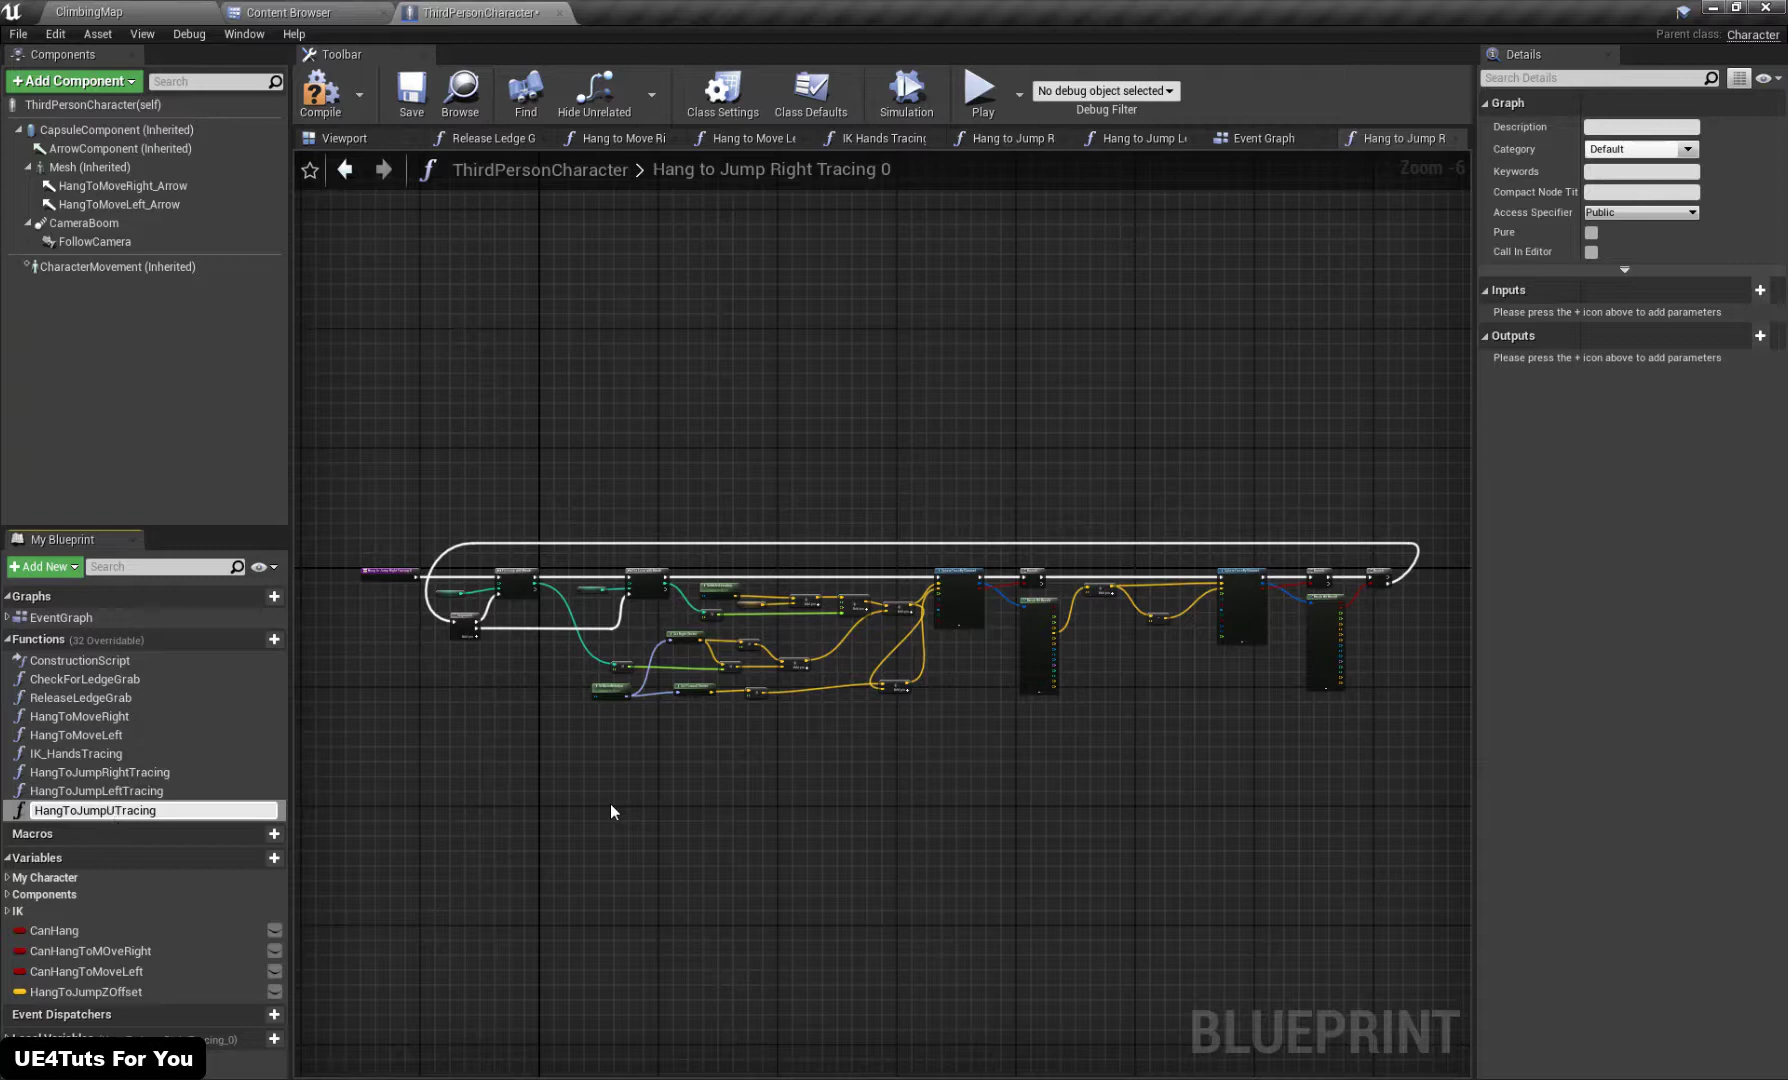 ClimbingMap
Content Browser
ThirdPersonCharacter*
File Edit Asset View Debug Window Help
Parent class: Character
Components
Toolbar
Details
+Add Component
Search
Search Details
ThirdPersonCharacter(self)
CapsuleComponent (Inherited)
ArrowComponent (Inherited)
Mesh (Inherited)
HangToMoveRight_Arrow
HangToMoveLeft_Arrow
CameraBoom
FollowCamera
CharacterMovement (Inherited)
Compile
Save
Browse
Find
Hide Unrelated
Class Settings
Class Defaults
Simulation
Play
No debug object selected
Debug Filter
Viewport
Release Ledge G
Hang to Move Ri
Hang to Move Le
IK Hands Tracing
Hang to Jump R
Hang to Jump Le
Event Graph
Hang to Jump R
ThirdPersonCharacter > Hang to Jump Right Tracing 0
Zoom -6
Graph
Description
Category Default
Keywords
Compact Node Tit
Access Specifier Public
Pure
Call In Editor
Inputs
Please press the + icon above to add parameters
Outputs
Please press the + icon above to add parameters
My Blueprint
+Add New
Search
Graphs
EventGraph
Functions (32 Overridable)
ConstructionScript
CheckForLedgeGrab
ReleaseLedgeGrab
HangToMoveRight
HangToMoveLeft
IK_HandsTracing
HangToJumpRightTracing
HangToJumpLeftTracing
HangToJumpUTracing
Macros
Variables
My Character
Components
IK
CanHang
CanHangToMOveRight
CanHangToMoveLeft
HangToJumpZOffset
Event Dispatchers
BLUEPRINT
UE4Tuts For You